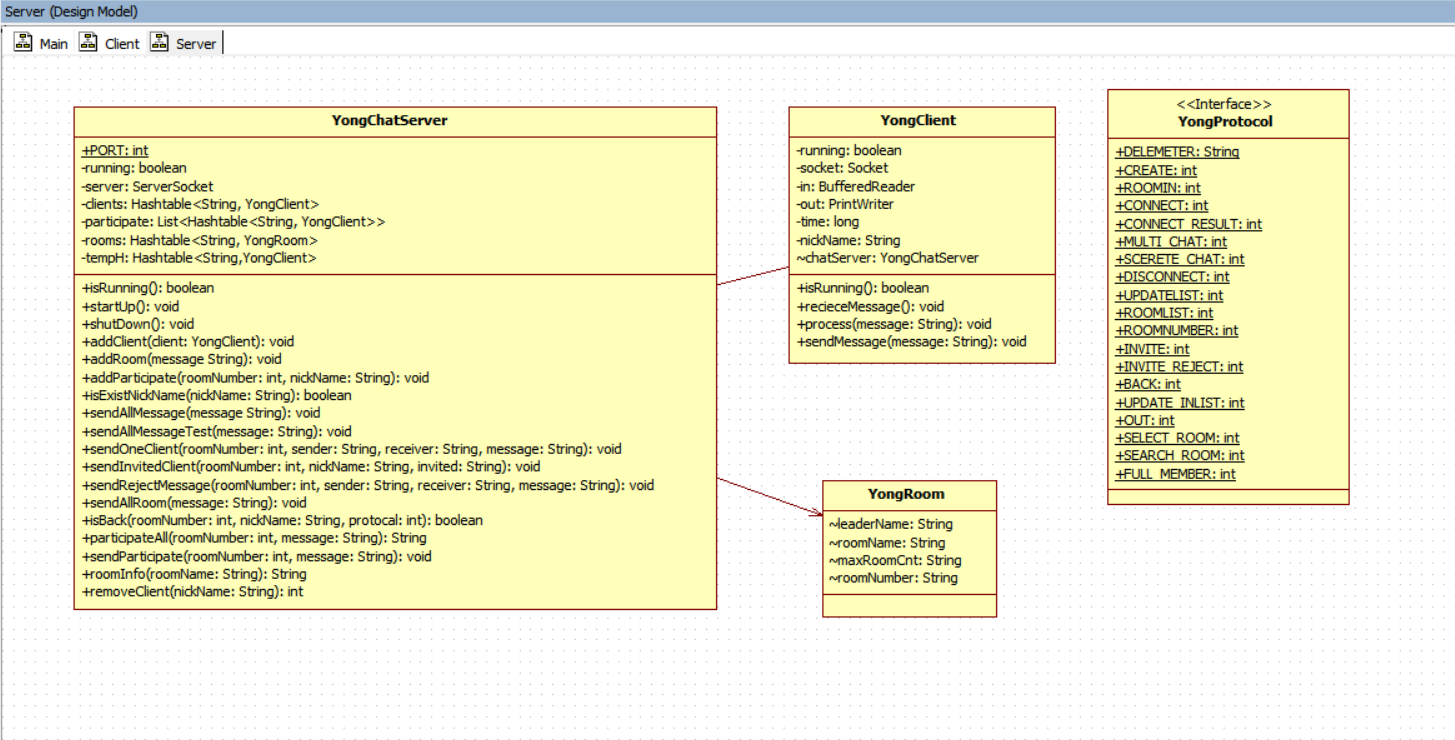 Server (Design Model)
Main Client Server
YongChatServer
+PORT: int
-running: boolean
-server: ServerSocket
-clients: Hashtable<String, YongClient>
-participate: List<Hashtable<String, YongClient>>
-rooms: Hashtable<String, YongRoom>
-tempH: Hashtable<String,YongClient>
+isRunning(): boolean
+startUp(): void
+shutDown(): void
+addClient(client: YongClient): void
+addRoom(message String): void
+addParticipate(roomNumber: int, nickName: String): void
+isExistNickName(nickName: String): boolean
+sendAllMessage(message String): void
+sendAllMessageTest(message: String): void
+sendOneClient(roomNumber: int, sender: String, receiver: String, message: String): void
+sendInvitedClient(roomNumber: int, nickName: String, invited: String): void
+sendRejectMessage(roomNumber: int, sender: String, receiver: String, message: String): void
+sendAllRoom(message: String): void
+isBack(roomNumber: int, nickName: String, protocal: int): boolean
+participateAll(roomNumber: int, message: String): String
+sendParticipate(roomNumber: int, message: String): void
+roomInfo(roomName: String): String
+removeClient(nickName: String): int
YongClient
-running: boolean
-socket: Socket
-in: BufferedReader
-out: PrintWriter
-time: long
-nickName: String
~chatServer: YongChatServer
+isRunning(): boolean
+recieceMessage(): void
+process(message: String): void
+sendMessage(message: String): void
YongRoom
~leaderName: String
~roomName: String
~maxRoomCnt: String
~roomNumber: String
<<Interface>>
YongProtocol
+DELEMETER: String
+CREATE: int
+ROOMIN: int
+CONNECT: int
+CONNECT_RESULT: int
+MULTI_CHAT: int
+SCERETE_CHAT: int
+DISCONNECT: int
+UPDATELIST: int
+ROOMLIST: int
+ROOMNUMBER: int
+INVITE: int
+INVITE_REJECT: int
+BACK: int
+UPDATE_INLIST: int
+OUT: int
+SELECT_ROOM: int
+SEARCH_ROOM: int
+FULL_MEMBER: int